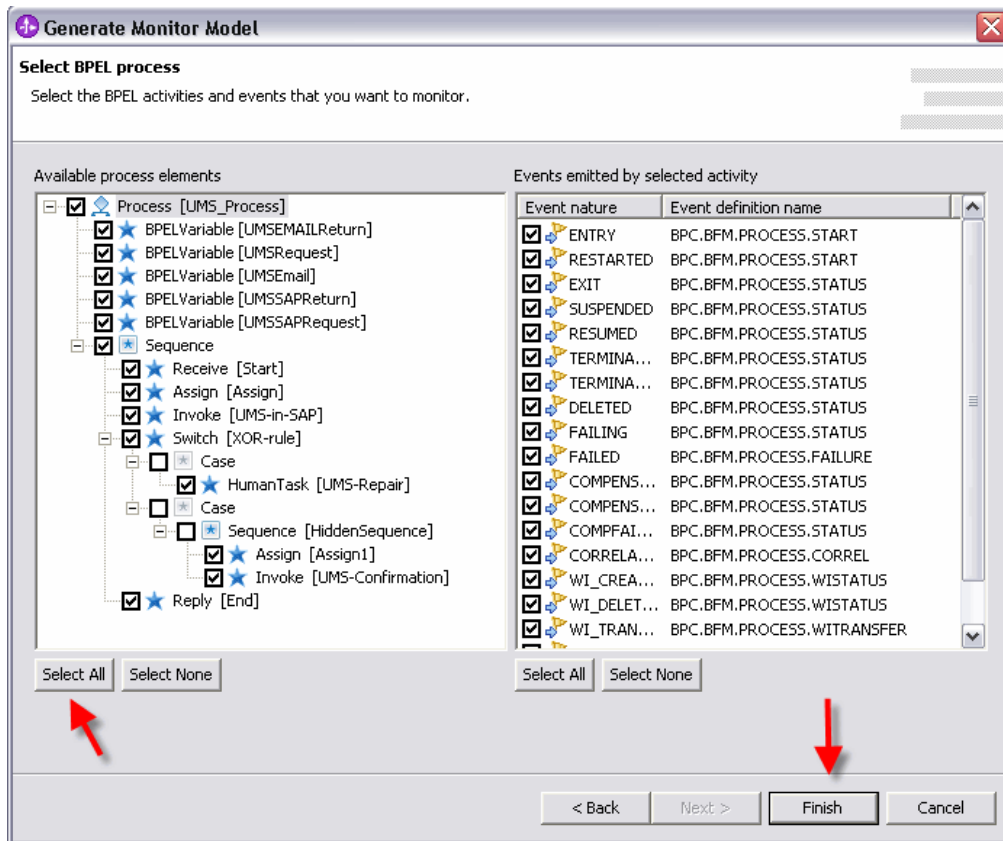 Generate Monitor Model
Select BPEL process
Select the BPEL activities and events that you want to monitor.
Available process elements
Process [UMS_Process]
BPELVariable [UMSEMAILReturn]
BPELVariable [UMSRequest]
BPELVariable [UMSEmail]
BPELVariable [UMSSAPReturn]
BPELVariable [UMSSAPRequest]
Sequence
Receive [Start]
Assign [Assign]
Invoke [UMS-in-SAP]
Switch [XOR-rule]
Case
HumanTask [UMS-Repair]
Case
Sequence [HiddenSequence]
Assign [Assign1]
Invoke [UMS-Confirmation]
Reply [End]
Select All Select None
Events emitted by selected activity
Event nature Event definition name
ENTRY BPC.BFM.PROCESS.START
RESTARTED BPC.BFM.PROCESS.START
EXIT BPC.BFM.PROCESS.STATUS
SUSPENDED BPC.BFM.PROCESS.STATUS
RESUMED BPC.BFM.PROCESS.STATUS
TERMINA... BPC.BFM.PROCESS.STATUS
TERMINA... BPC.BFM.PROCESS.STATUS
DELETED BPC.BFM.PROCESS.STATUS
FAILING BPC.BFM.PROCESS.STATUS
FAILED BPC.BFM.PROCESS.FAILURE
COMPENS... BPC.BFM.PROCESS.STATUS
COMPENS... BPC.BFM.PROCESS.STATUS
COMPFAI... BPC.BFM.PROCESS.STATUS
CORRELA... BPC.BFM.PROCESS.CORREL
WI_CREA... BPC.BFM.PROCESS.WISTATUS
WI_DELET... BPC.BFM.PROCESS.WISTATUS
WI_TRAN... BPC.BFM.PROCESS.WITRANSFER
Select All Select None
< Back Next > Finish Cancel